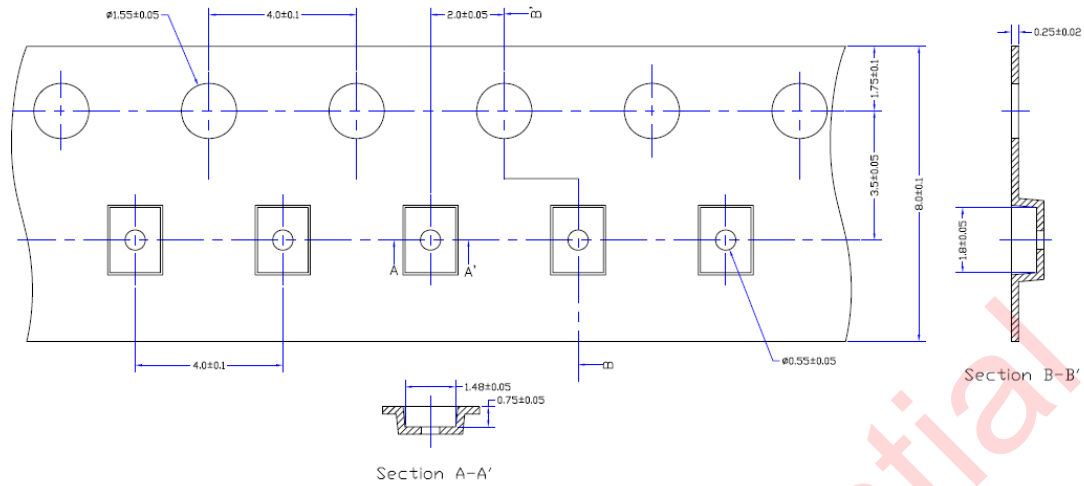 ø1.55±0.05
4.0±0.1
2.0±0.05
B'
0.25±0.02
1.75±0.1
3.5±0.05
8.0±0.1
1.8±0.05
A
A'
4.0±0.1
B
ø0.55±0.05
Section B-B'
1.48±0.05
0.75±0.05
Section A-A'
tial